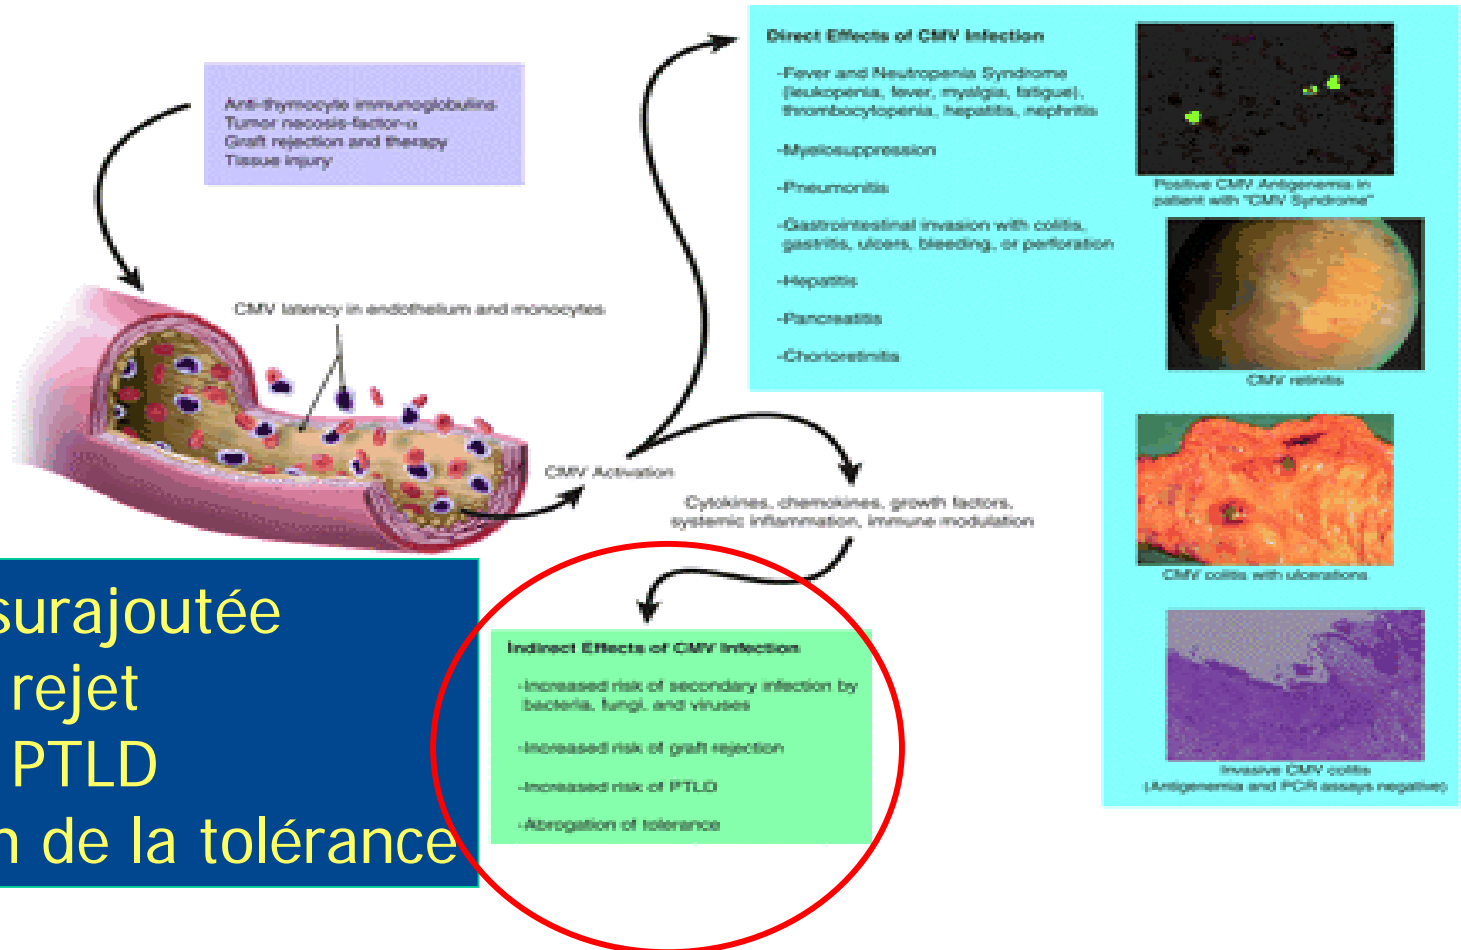 Anti-thymocyte immunoglobulins
Tumor necosis-factor-α
Graft rejection and therapy
Tissue injury
CMV latency in endothelium and monocytes
CMV Activation
Direct Effects of CMV Infection
-Fever and Neutropenia Syndrome
(leukopenia, fever, myalgia, fatigue),
thrombocytopenia, hepatitis, nephritis
-Myelosuppression
-Pneumonitis
-Gastrointestinal invasion with colitis,
gastritis, ulcers, bleeding, or perforation
-Hepatitis
-Pancreatitis
-Chorioretinitis
Positive CMV Antigenemia in
patient with "CMV Syndrome"
CMV retinitis
CMV colitis with ulcerations
Invasive CMV colitis
(Antigenemia and PCR assays negative)
Cytokines, chemokines, growth factors,
systemic inflammation, immune modulation
Indirect Effects of CMV Infection
-Increased risk of secondary infection by
bacteria, fungi, and viruses
-Increased risk of graft rejection
-Increased risk of PTLD
-Abrogation of tolerance
surajoutée
rejet
PTLD
n de la tolérance